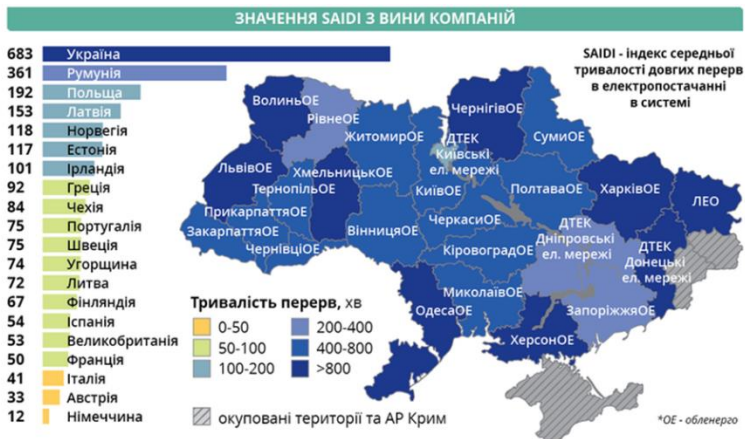 ЗНАЧЕННЯ SAIDI З ВИНИ КОМПАНІЙ
683 Україна
361 Румунія
192 Польща
153 Латвія
118 Норвегія
117 Естонія
101 Ірландія
92 Греція
84 Чехія
75 Португалія
75 Швеція
74 Угорщина
72 Литва
67 Фінляндія
54 Іспанія
53 Великобританія
50 Франція
41 Італія
33 Австрія
12 Німеччина
SAIDI - індекс середньої
тривалості довгих перерв
в електропостачанні
в системі
ВолиньОЕ
РівнеОЕ
ЖитомирОЕ
ЧернігівОЕ
СумиОЕ
ДТЕК
Київські
ел. мережі
ЛьвівОЕ
ХмельницькОЕ
ТернопільОЕ
КиївОЕ
ПолтаваОЕ
ХарківОЕ
ЛЕО
ПрикарпаттяОЕ
ЗакарпаттяОЕ
ЧернівціОЕ
ВінницяОЕ
ЧеркасиОЕ
КіровоградОЕ
ДТЕК
Дніпровські
ел. мережі
ДТЕК
Донецькі
ел. мережі
МиколаївОЕ
ОдесаОЕ
ЗапоріжжяОЕ
ХерсонОЕ
Тривалість перерв, хв
0-50
50-100
100-200
200-400
400-800
>800
окуповані території та АР Крим
*ОЕ - обленерго